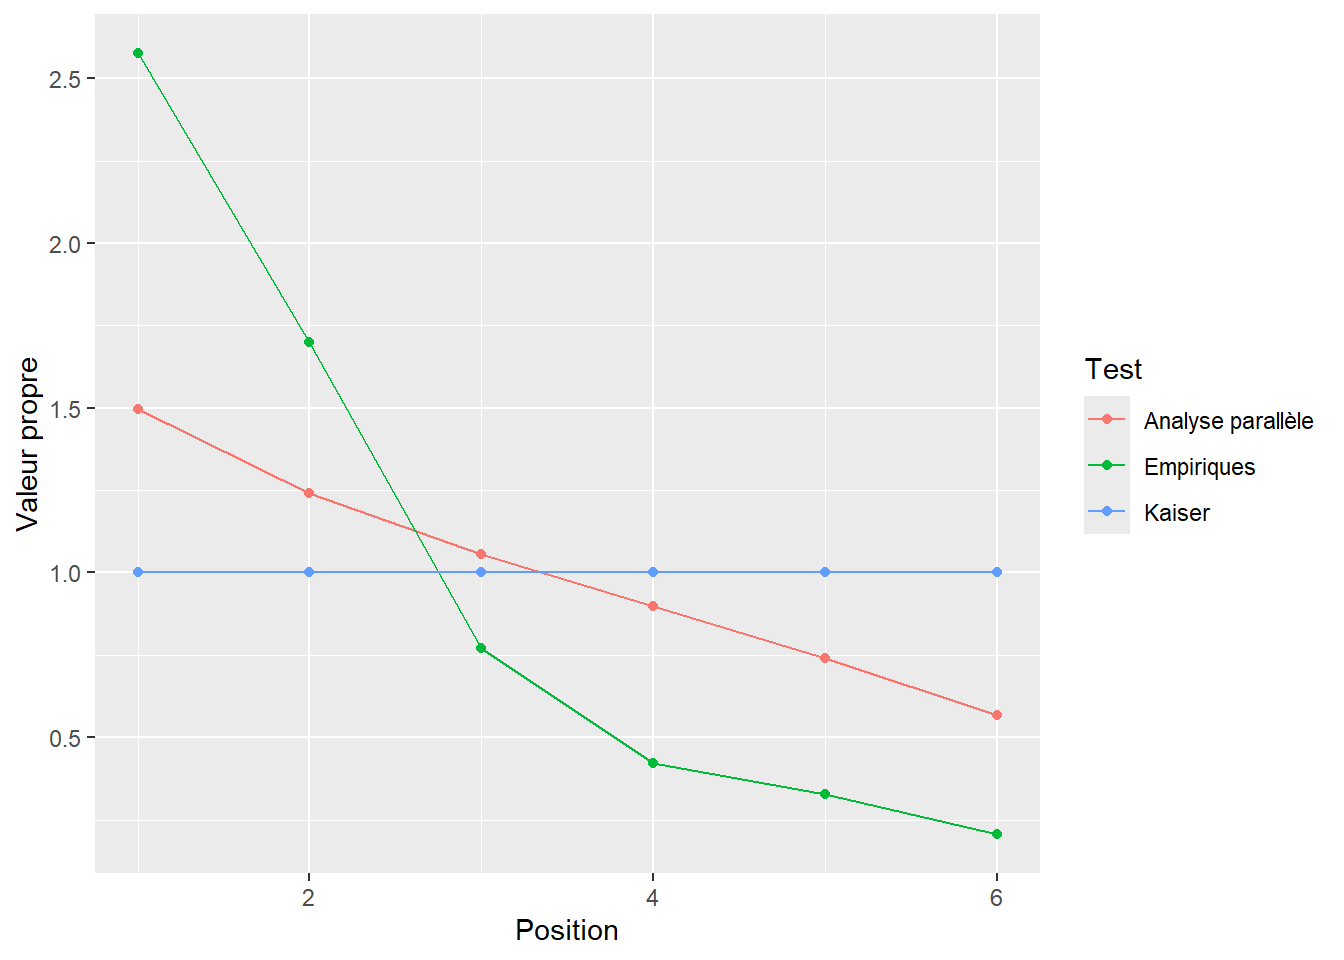 Valeur propre
2.5
2.0
1.5
1.0
0.5
2
4
6
Position
Test
Analyse parallèle
Empiriques
Kaiser